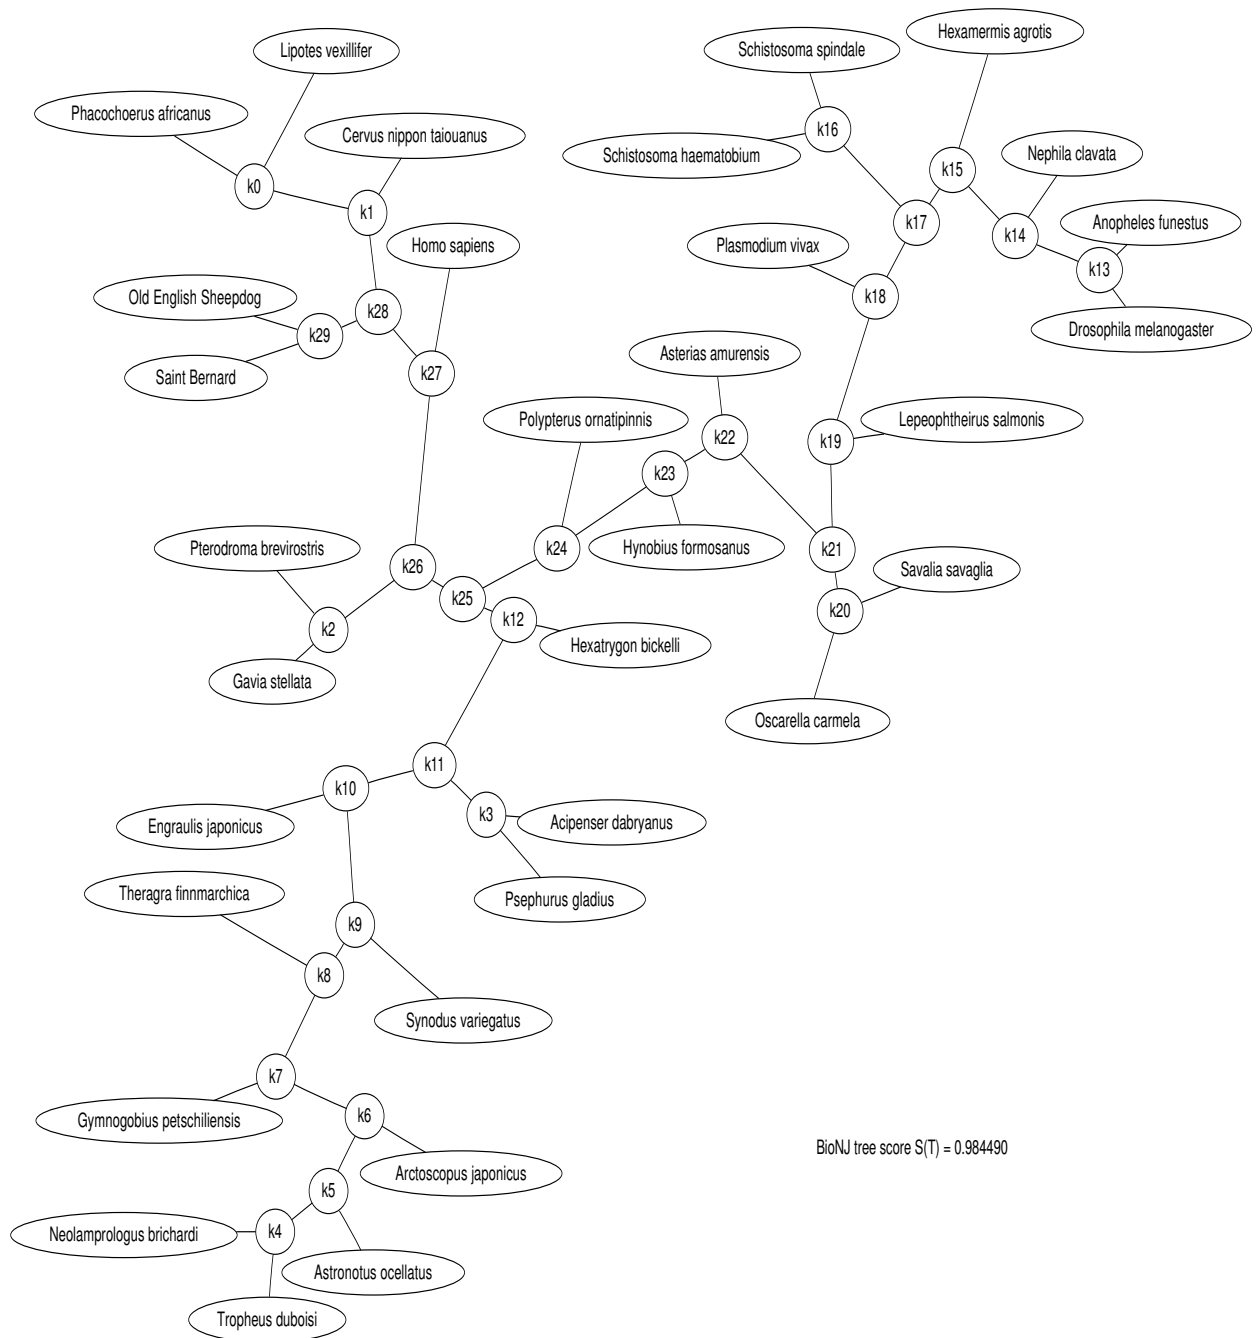 Hexamermis agrotis
Lipotes vexillifer
Schistosoma spindale
Phacochoerus africanus
k16
Cervus nippon taiouanus
Schistosoma haematobium
Nephila clavata
k15
k0
k1
k17
Anopheles funestus
k14
Homo sapiens
Plasmodium vivax
k13
k18
Old English Sheepdog
k28
Drosophila melanogaster
k29
Asterias amurensis
k27
Saint Bernard
Polypterus ornatipinnis
Lepeophtheirus salmonis
k22
k19
k23
Pterodroma brevirostris
k24
Hynobius formosanus
k21
k26
Savalia savaglia
k25
k20
k12
k2
Hexatrygon bickelli
Gavia stellata
Oscarella carmela
k11
k10
k3
Acipenser dabryanus
Engraulis japonicus
Theragra finnmarchica
Psephurus gladius
k9
k8
Synodus variegatus
k7
k6
Gymnogobius petschiliensis
BioNJ tree score S(T) = 0.984490
Arctoscopus japonicus
k5
k4
Neolamprologus brichardi
Astronotus ocellatus
Tropheus duboisi